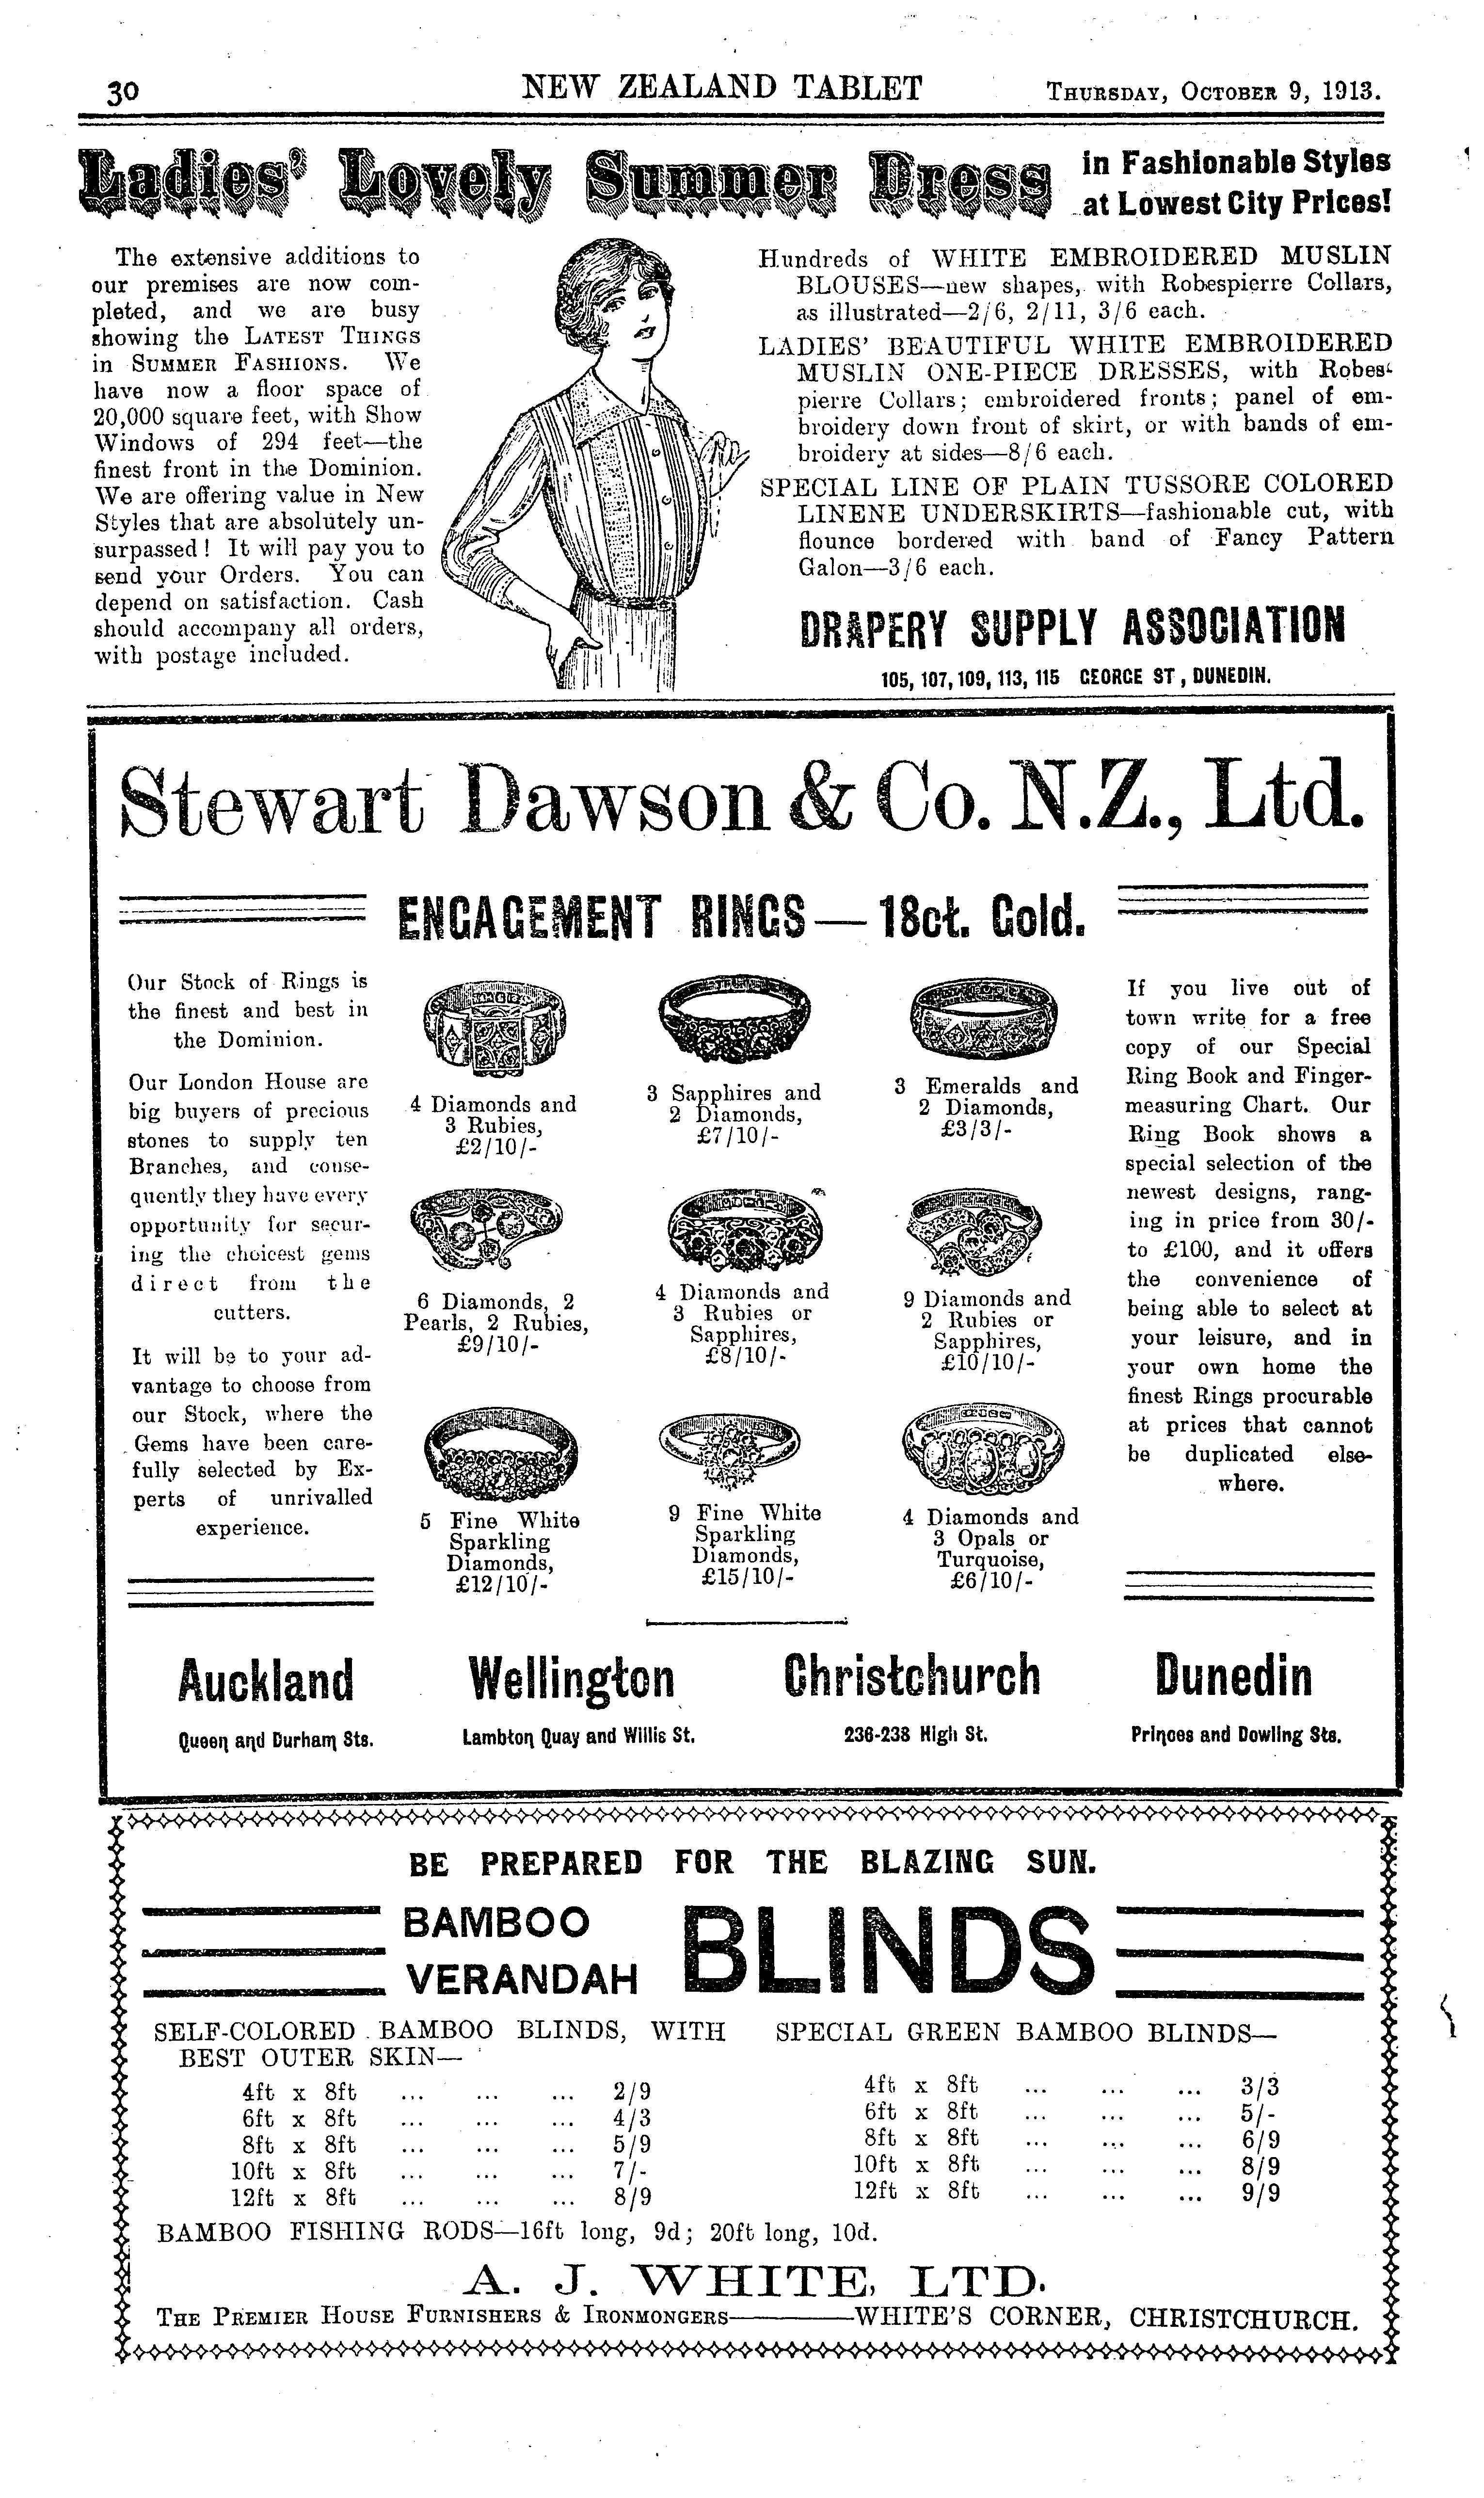 30
NEW ZEALAND TABLET
THURSDAY, OCTOBER 9, 1913.
Ladies' Lovely Summer Dress
in Fashionable Styles
at Lowest City Prices!
The extensive additions to
our premises are now com-
pleted, and we are busy
showing the LATEST THINGS
in SUMMER FASHIONS. We
have now a floor space of
20,000 square feet, with Show
Windows of 294 feet—the
finest front in the Dominion.
We are offering value in New
Styles that are absolutely un-
surpassed! It will pay you to
send your Orders. You can
depend on satisfaction. Cash
should accompany all orders,
with postage included.
Hundreds of WHITE EMBROIDERED MUSLIN
BLOUSES—new shapes, with Robespierre Collars,
as illustrated—2/6, 2/11, 3/6 each.
LADIES' BEAUTIFUL WHITE EMBROIDERED
MUSLIN ONE-PIECE DRESSES, with Robes-
pierre Collars; embroidered fronts; panel of em-
broidery down front of skirt, or with bands of em-
broidery at sides—8/6 each.
SPECIAL LINE OF PLAIN TUSSORE COLORED
LINENE UNDERSKIRTS—fashionable cut, with
flounce bordered with band of Fancy Pattern
Galon—3/6 each.
DRAPERY SUPPLY ASSOCIATION
105, 107, 109, 113, 115 GEORGE ST, DUNEDIN.
Stewart Dawson & Co. N.Z., Ltd.
ENGAGEMENT RINGS—18ct. Gold.
Our Stock of Rings is
the finest and best in
the Dominion.
Our London House are
big buyers of precious
stones to supply ten
Branches, and conse-
quently they have every
opportunity for secur-
ing the choicest gems
direct from the
cutters.
It will be to your ad-
vantage to choose from
our Stock, where the
Gems have been care-
fully selected by Ex-
perts of unrivalled
experience.
4 Diamonds and
3 Rubies,
£2/10/-
3 Sapphires and
2 Diamonds,
£7/10/-
3 Emeralds and
2 Diamonds,
£3/3/-
6 Diamonds, 2
Pearls, 2 Rubies,
£9/10/-
4 Diamonds and
3 Rubies or
Sapphires,
£8/10/-
9 Diamonds and
2 Rubies or
Sapphires,
£10/10/-
5 Fine White
Sparkling
Diamonds,
£12/10/-
9 Fine White
Sparkling
Diamonds,
£15/10/-
4 Diamonds and
3 Opals or
Turquoise,
£6/10/-
If you live out of
town write for a free
copy of our Special
Ring Book and Finger-
measuring Chart. Our
Ring Book shows a
special selection of the
newest designs, rang-
ing in price from 30/-
to £100, and it offers
the convenience of
being able to select at
your leisure, and in
your own home the
finest Rings procurable
at prices that cannot
be duplicated else-
where.
Auckland
Queen and Durham Sts.
Wellington
Lambton Quay and Willis St.
Christchurch
236-238 High St.
Dunedin
Princes and Dowling Sts.
BE PREPARED FOR THE BLAZING SUN.
BAMBOO
VERANDAH
BLINDS
SELF-COLORED BAMBOO BLINDS, WITH
BEST OUTER SKIN—
4ft x 8ft ... ... ... 2/9
6ft x 8ft ... ... ... 4/3
8ft x 8ft ... ... ... 5/9
10ft x 8ft ... ... ... 7/-
12ft x 8ft ... ... ... 8/9
SPECIAL GREEN BAMBOO BLINDS—
4ft x 8ft ... ... ... 3/3
6ft x 8ft ... ... ... 5/-
8ft x 8ft ... ... ... 6/9
10ft x 8ft ... ... ... 8/9
12ft x 8ft ... ... ... 9/9
BAMBOO FISHING RODS—16ft long, 9d; 20ft long, 10d.
A. J. WHITE, LTD.
THE PREMIER HOUSE FURNISHERS & IRONMONGERS———WHITE'S CORNER, CHRISTCHURCH.